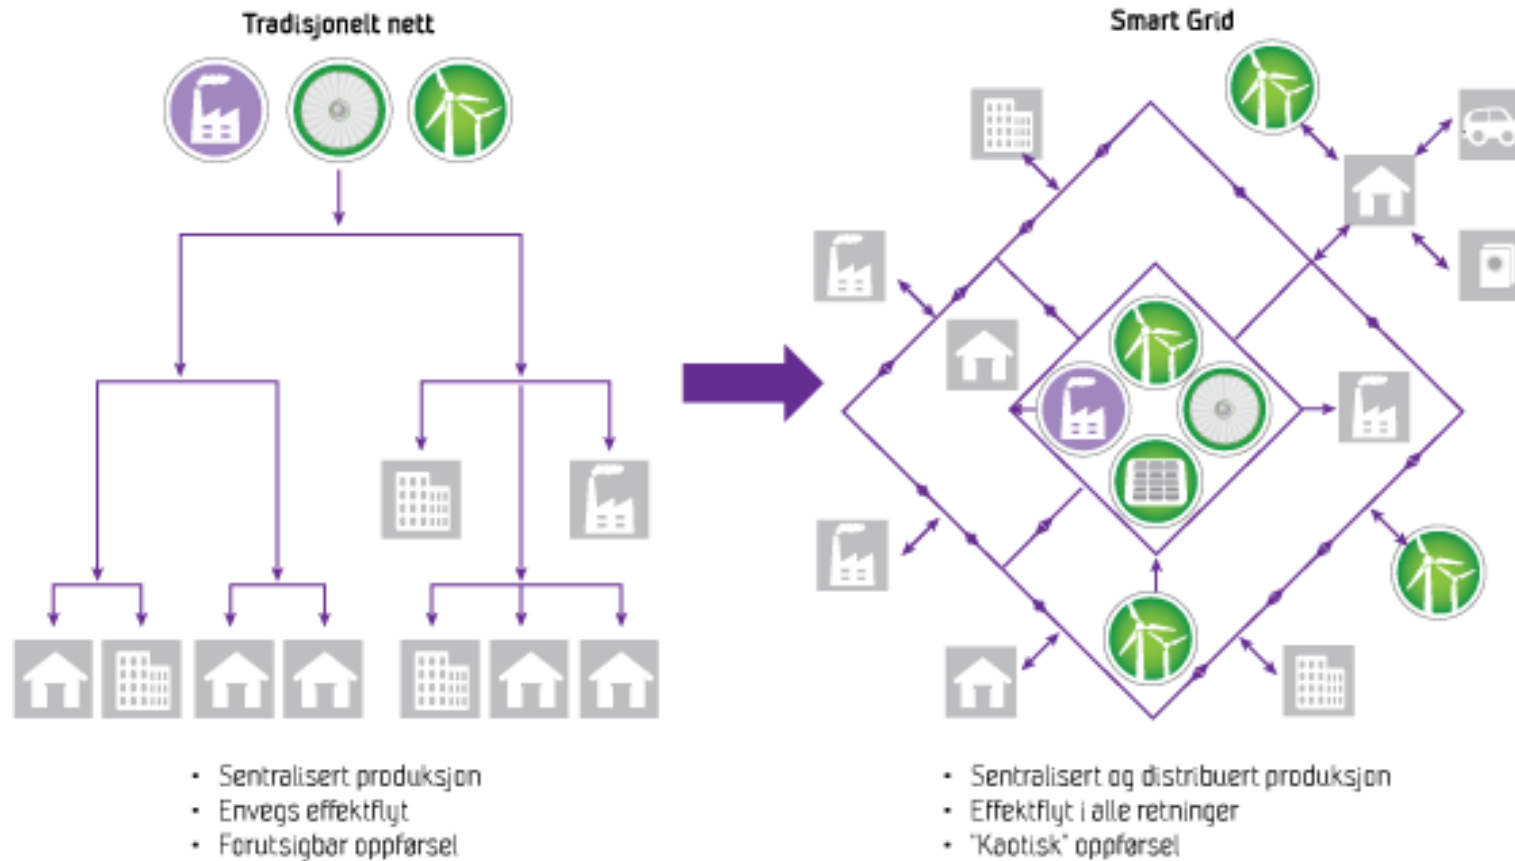 Tradisjonelt nett
Smart Grid
• Sentralisert produksjon
• Envegs effektflyt
• Forutsigbar oppførsel
• Sentralisert og distribuert produksjon
• Effektflyt i alle retninger
• "Kaotisk" oppførsel